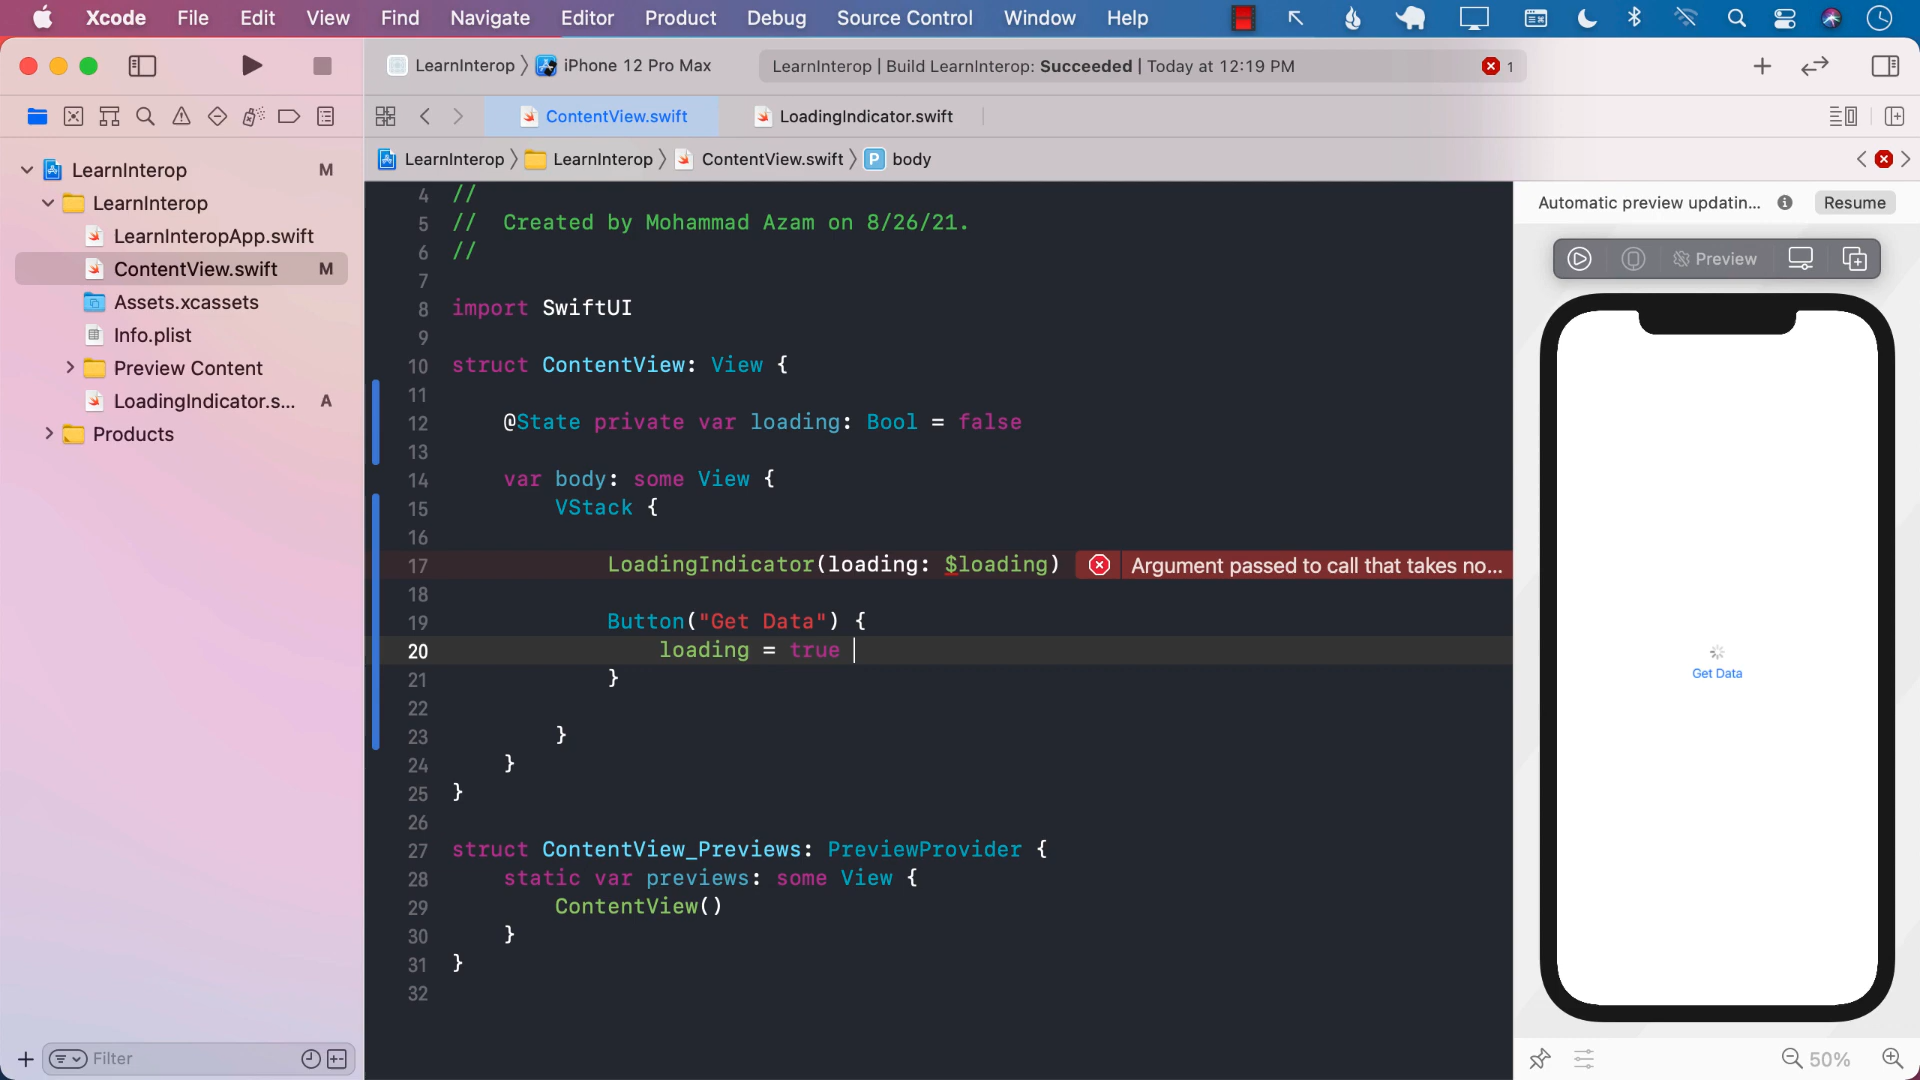 Xcode File Edit View Find Navigate Editor Product Debug Source Control Window Help
LearnInterop iPhone 12 Pro Max
LearnInterop | Build LearnInterop: Succeeded | Today at 12:19 PM 1
ContentView.swift LoadingIndicator.swift
LearnInterop LearnInterop ContentView.swift P body
LearnInterop M
LearnInterop
LearnInteropApp.swift
ContentView.swift M
Assets.xcassets
Info.plist
Preview Content
LoadingIndicator.s... A
Products
Filter
4 //
5 // Created by Mohammad Azam on 8/26/21.
6 //
7
8 import SwiftUI
9
10 struct ContentView: View {
11
12 @State private var loading: Bool = false
13
14 var body: some View {
15 VStack {
16
17 LoadingIndicator(loading: $loading) Argument passed to call that takes no...
18
19 Button("Get Data") {
20 loading = true
21 }
22
23 }
24 }
25 }
26
27 struct ContentView_Previews: PreviewProvider {
28 static var previews: some View {
29 ContentView()
30 }
31 }
32
Automatic preview updatin... Resume
Preview
Get Data
50%